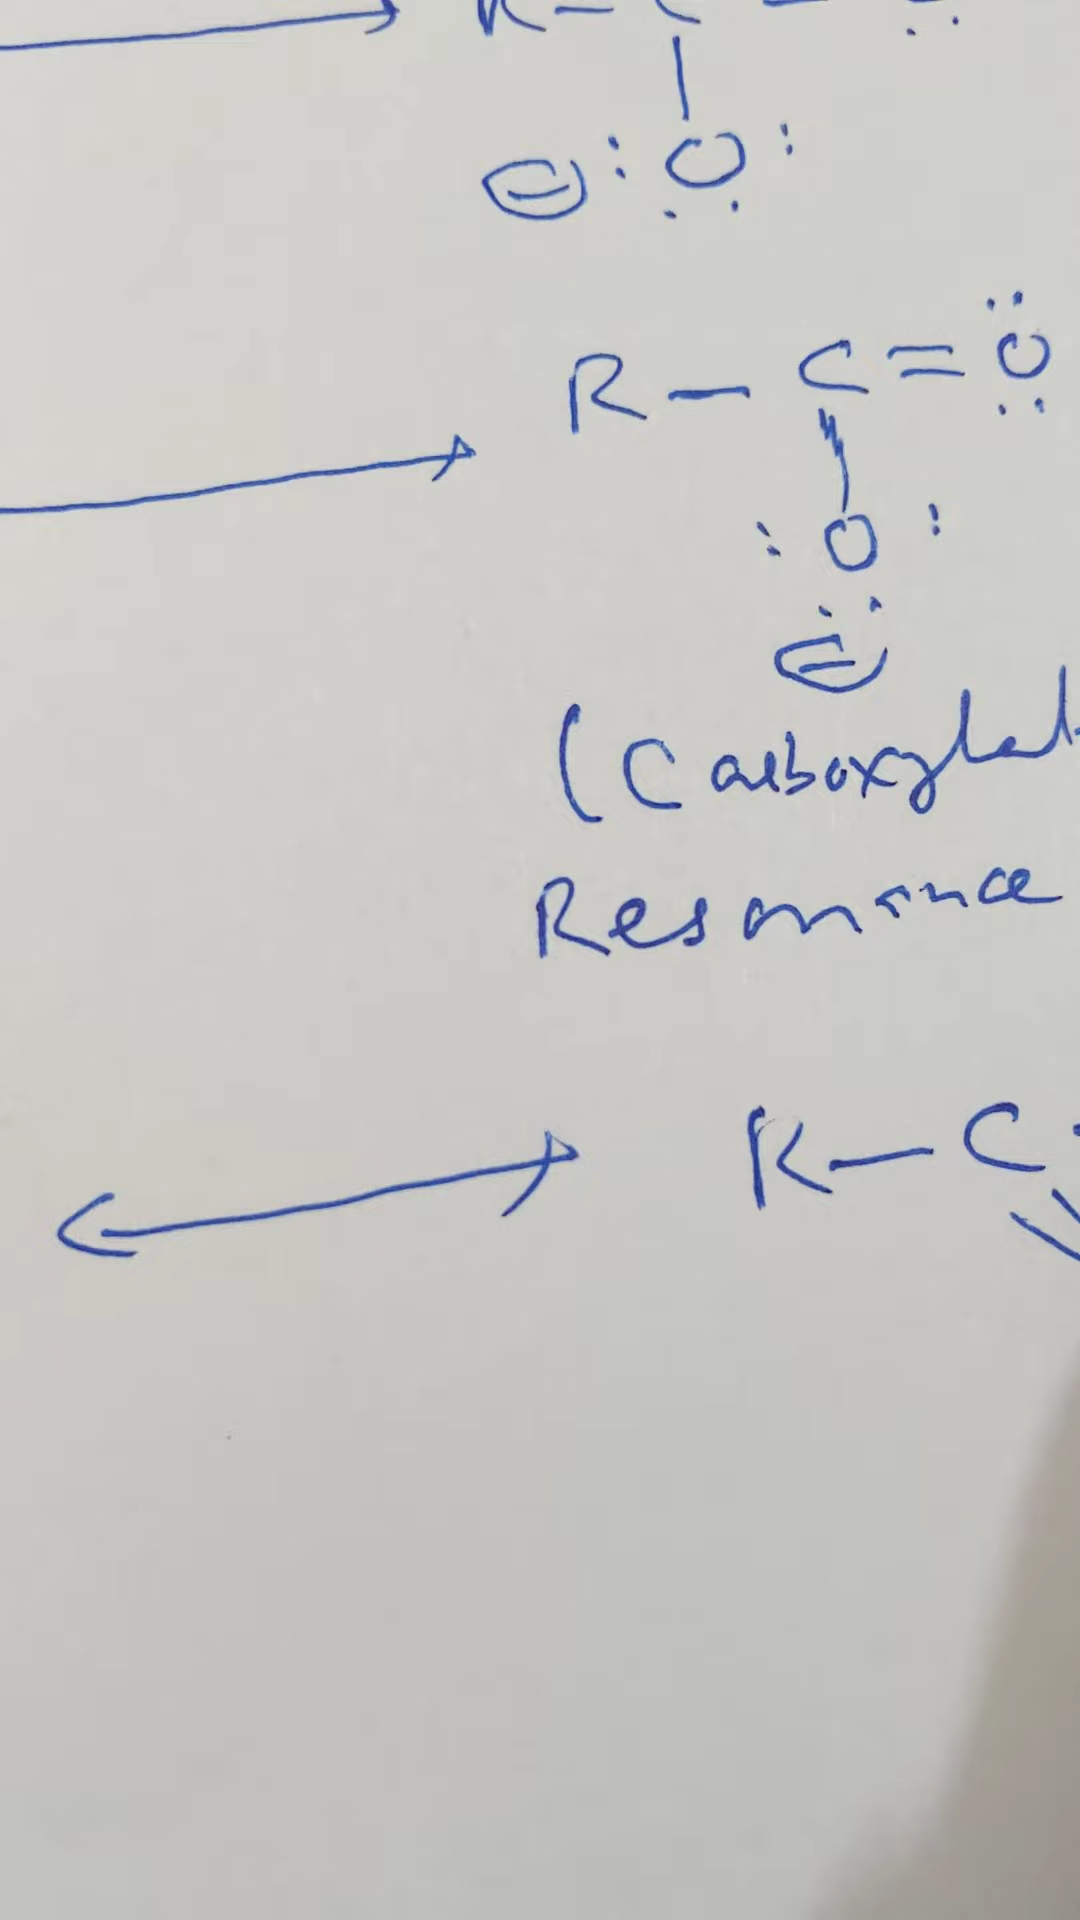 R - C
⊖ : O :
R - C = O
: O :
⊖
(Carboxylat
Resonance
R - C